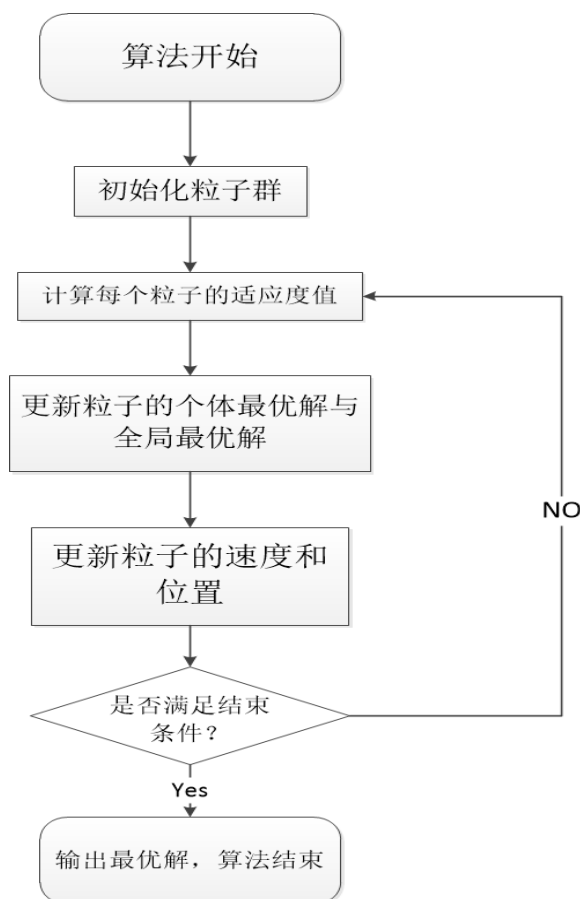 算法开始
初始化粒子群
计算每个粒子的适应度值
更新粒子的个体最优解与
全局最优解
NO
更新粒子的速度和
位置
是否满足结束
条件?
Yes
输出最优解，算法结束